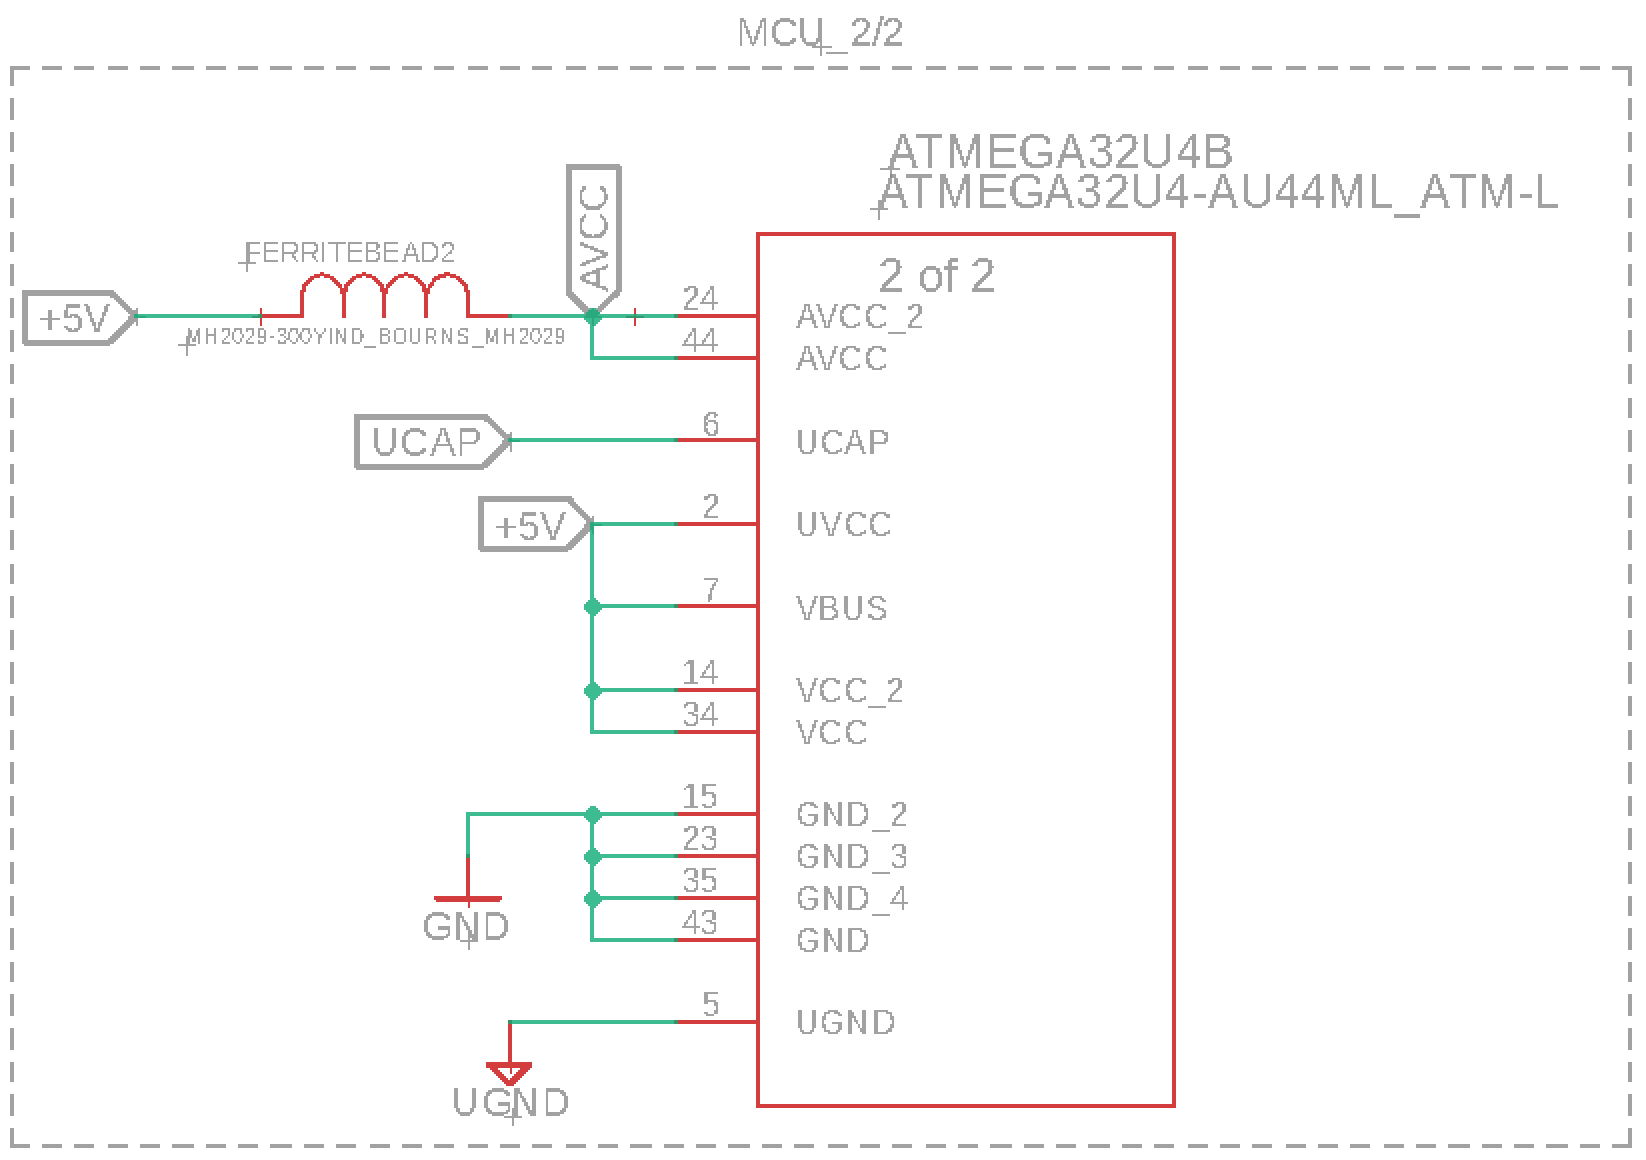 MCU_2/2
ATMEGA32U4B
ATMEGA32U4-AU44ML_ATM-L
2 of 2
FERRITEBEAD2
+5V
MH2029-300YIND_BOURNS_MH2029
AVCC
24 AVCC_2
44 AVCC
UCAP 6 UCAP
+5V 2 UVCC
7 VBUS
14 VCC_2
34 VCC
15 GND_2
23 GND_3
35 GND_4
43 GND
GND
5 UGND
UGND